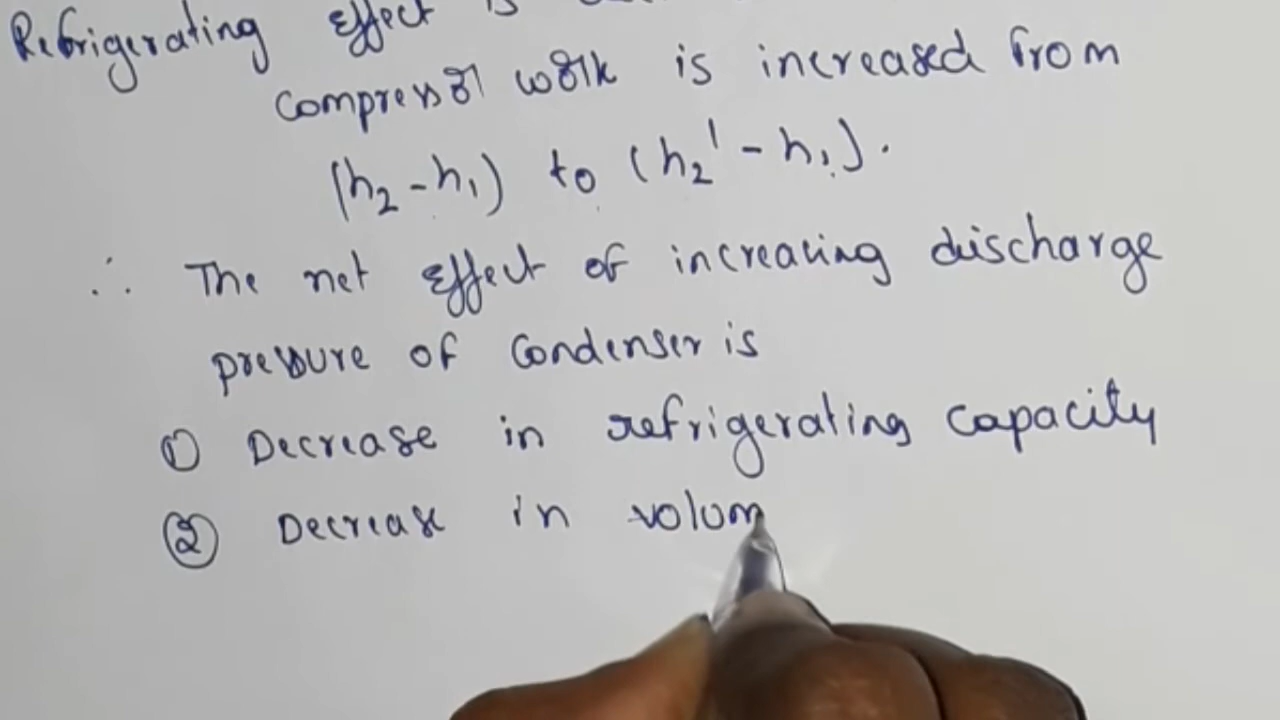 Refrigerating effect is
compressor work is increased from
(h₂ - h₁) to (h₂' - h₁).
∴ The net effect of increasing discharge
pressure of condenser is
① Decrease in refrigerating capacity
② Decrease in volum